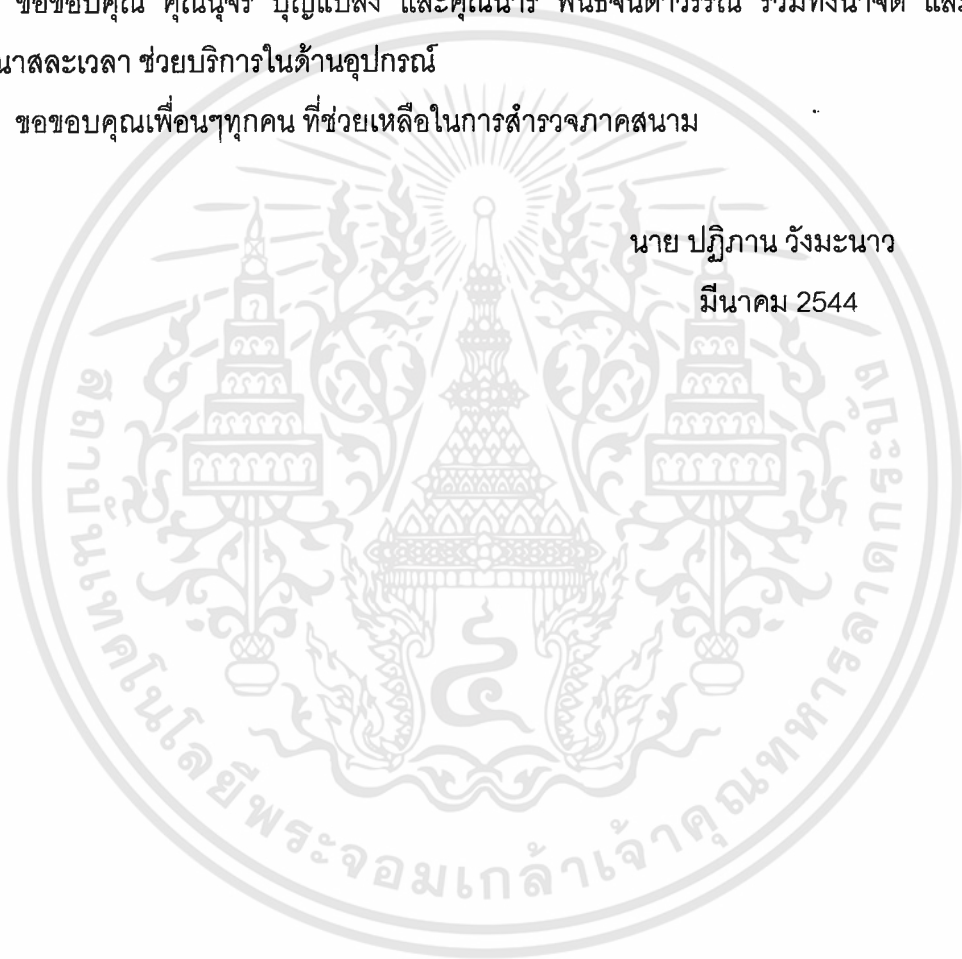 ขอขอบคุณ คุณนุจรี บุญแปลง และคุณนารี พันธ์จินดาวรรณ รวมทั้งน้าจิต และ
นาสละเวลา ช่วยบริการในด้านอุปกรณ์
ขอขอบคุณเพื่อนๆทุกคน ที่ช่วยเหลือในการสำรวจภาคสนาม
นาย ปฏิภาน วังมะนาว
มีนาคม 2544
สถาบันเทคโนโลยีพระจอมเกล้าเจ้าคุณทหารลาดกระบัง